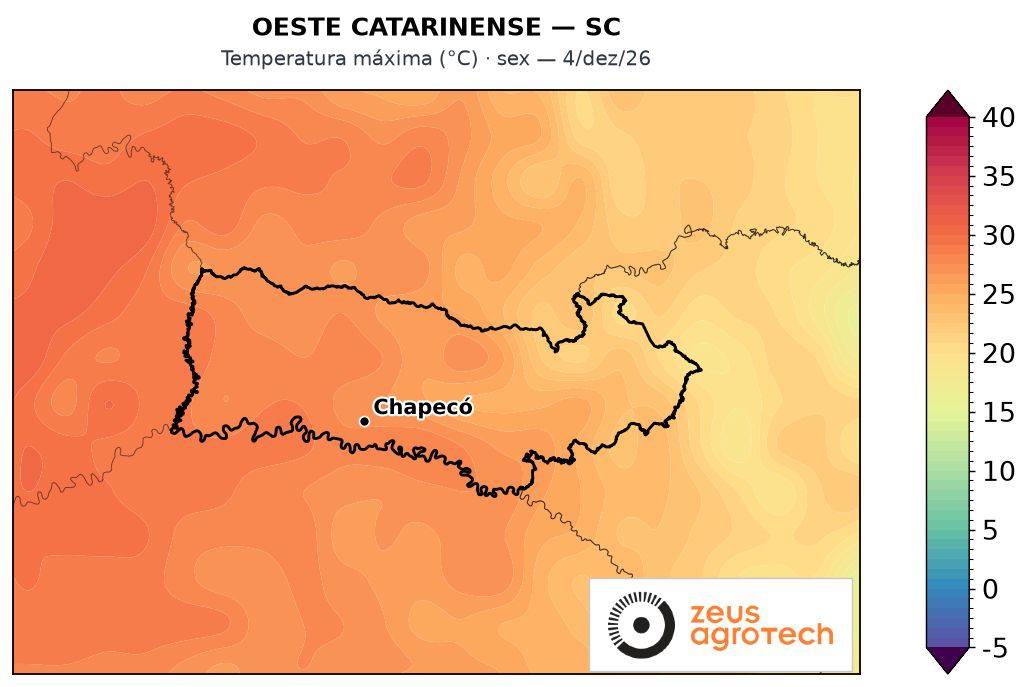 OESTE CATARINENSE — SC
Temperatura máxima (°C) · sex — 4/dez/26
40
35
30
25
20
15
10
5
0
-5
Chapecó
zeus
agrotech